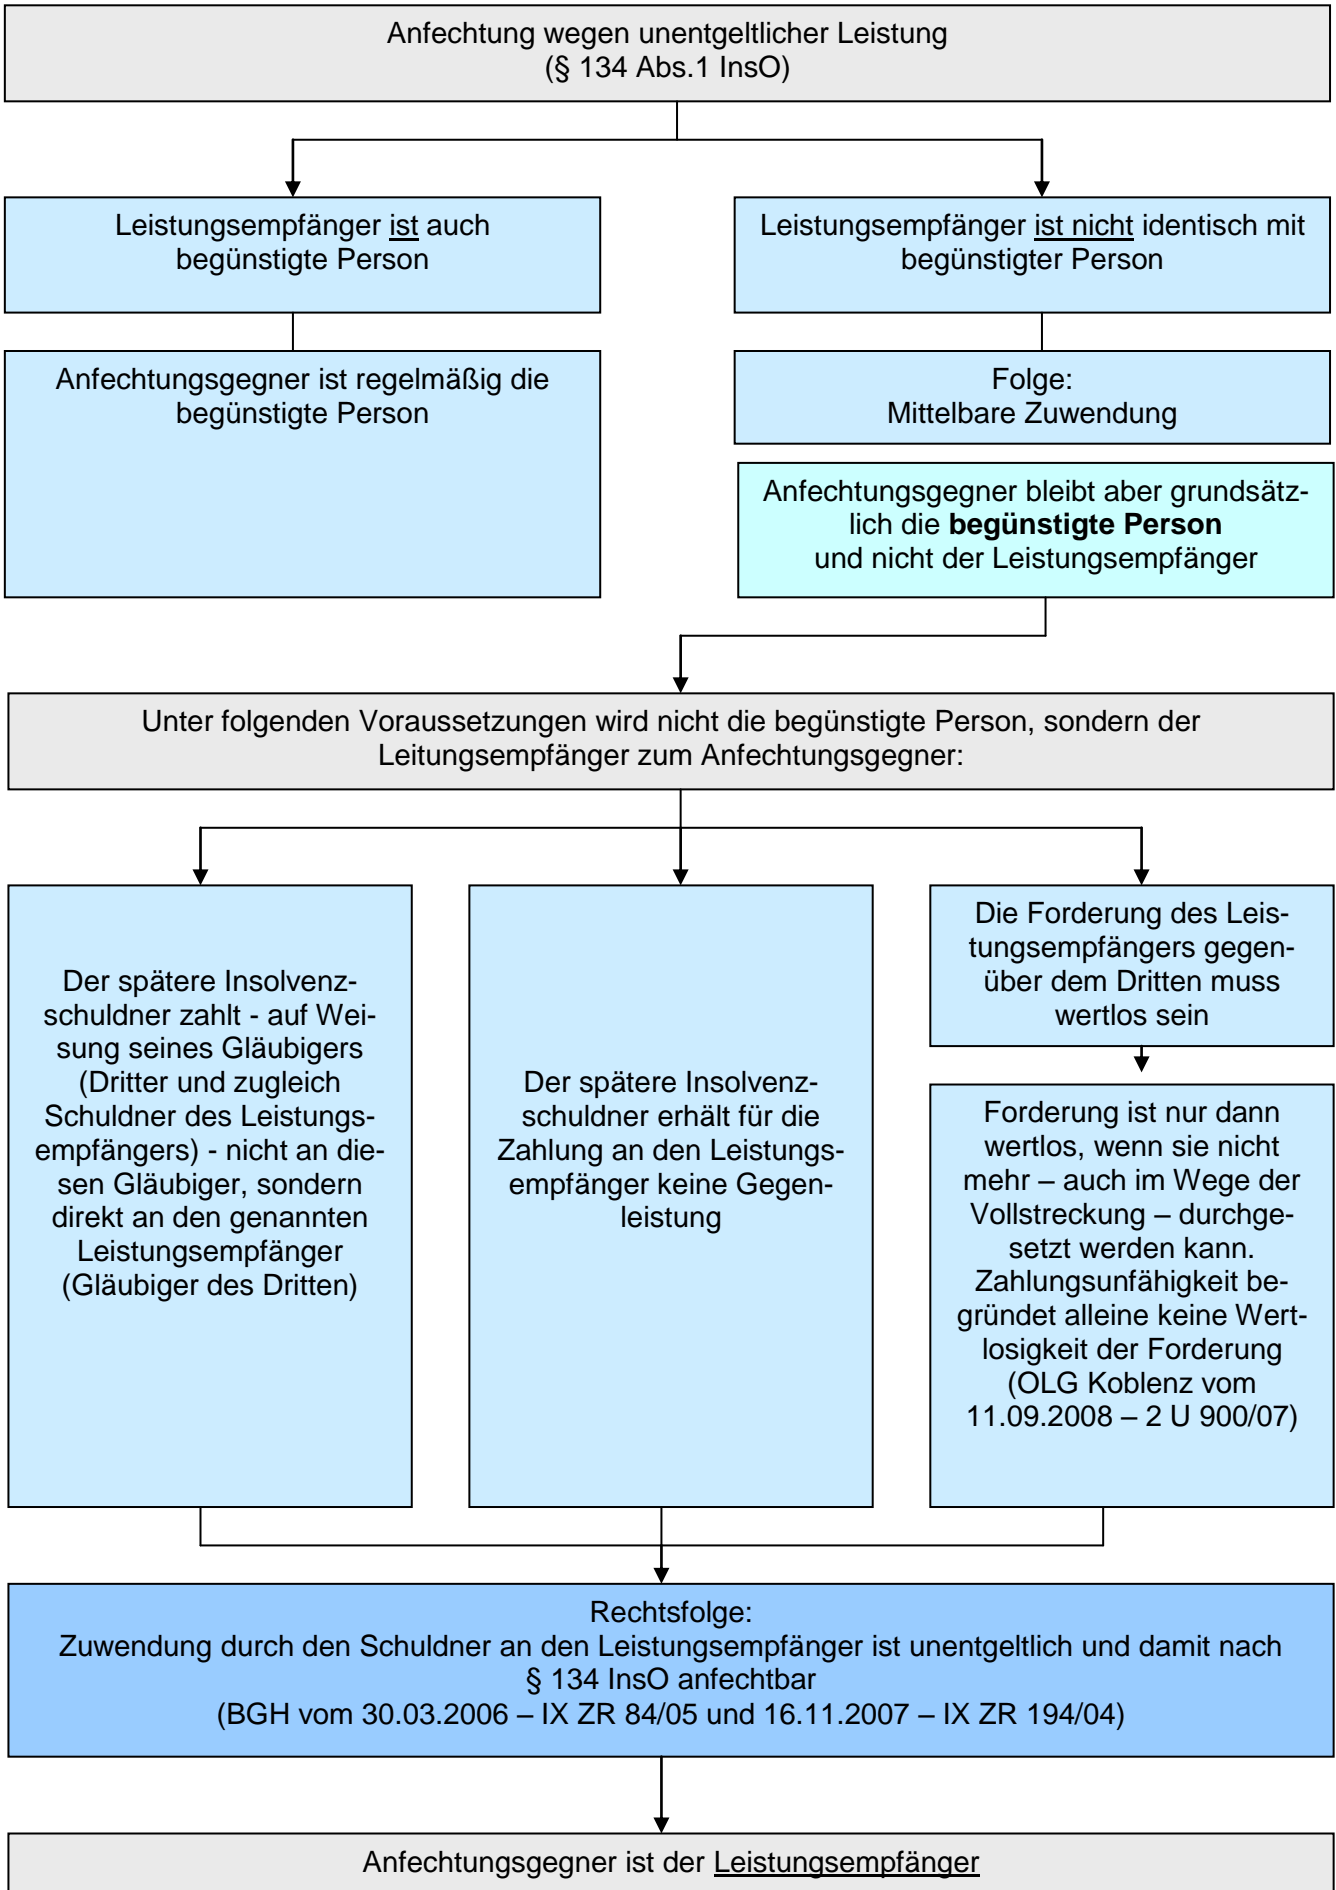 Anfechtung wegen unentgeltlicher Leistung
(§ 134 Abs.1 InsO)
Leistungsempfänger ist auch
begünstigte Person
Leistungsempfänger ist nicht identisch mit
begünstigter Person
Anfechtungsgegner ist regelmäßig die
begünstigte Person
Folge:
Mittelbare Zuwendung
Anfechtungsgegner bleibt aber grundsätz-
lich die begünstigte Person
und nicht der Leistungsempfänger
Unter folgenden Voraussetzungen wird nicht die begünstigte Person, sondern der
Leitungsempfänger zum Anfechtungsgegner:
Der spätere Insolvenz-
schuldner zahlt - auf Wei-
sung seines Gläubigers
(Dritter und zugleich
Schuldner des Leistungs-
empfängers) - nicht an die-
sen Gläubiger, sondern
direkt an den genannten
Leistungsempfänger
(Gläubiger des Dritten)
Der spätere Insolvenz-
schuldner erhält für die
Zahlung an den Leistungs-
empfänger keine Gegen-
leistung
Die Forderung des Leis-
tungsempfängers gegen-
über dem Dritten muss
wertlos sein
Forderung ist nur dann
wertlos, wenn sie nicht
mehr – auch im Wege der
Vollstreckung – durchge-
setzt werden kann.
Zahlungsunfähigkeit be-
gründet alleine keine Wert-
losigkeit der Forderung
(OLG Koblenz vom
11.09.2008 – 2 U 900/07)
Rechtsfolge:
Zuwendung durch den Schuldner an den Leistungsempfänger ist unentgeltlich und damit nach
§ 134 InsO anfechtbar
(BGH vom 30.03.2006 – IX ZR 84/05 und 16.11.2007 – IX ZR 194/04)
Anfechtungsgegner ist der Leistungsempfänger